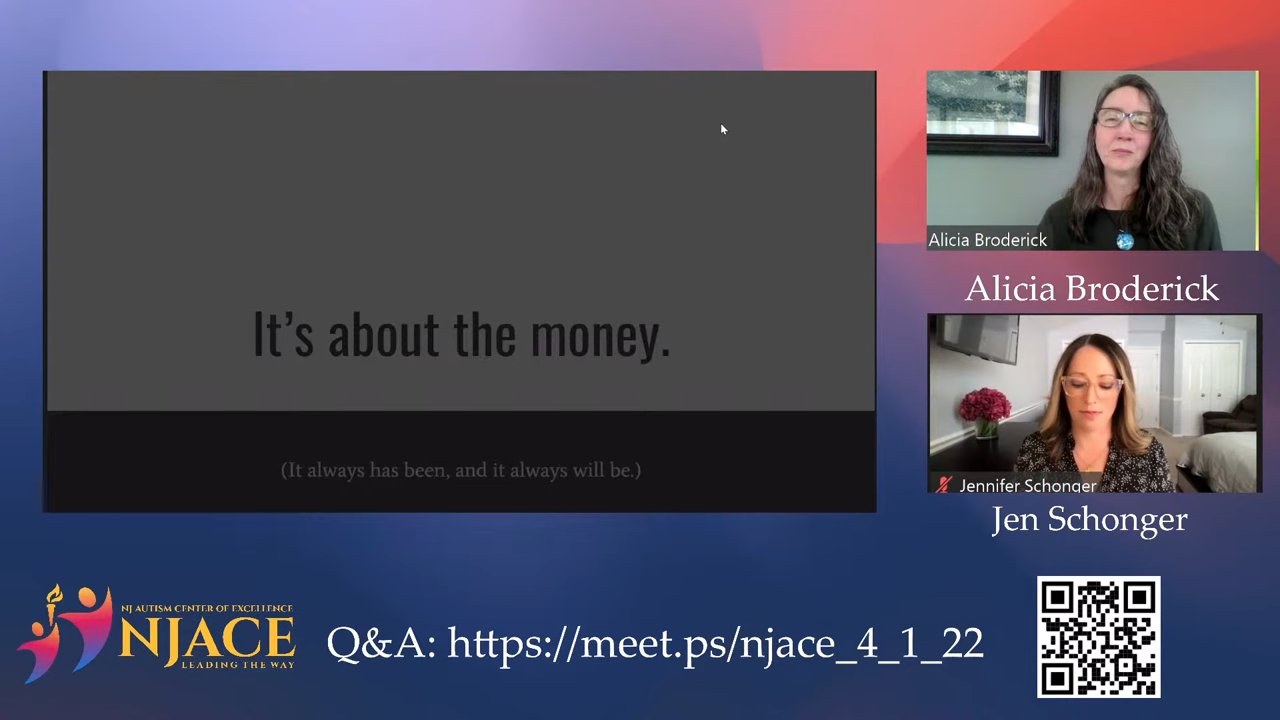 It's about the money.
(It always has been, and it always will be.)
Alicia Broderick
Alicia Broderick
Jennifer Schonger
Jen Schonger
NJ AUTISM CENTER OF EXCELLENCE
NJACE
LEADING THE WAY
Q&A: https://meet.ps/njace_4_1_22